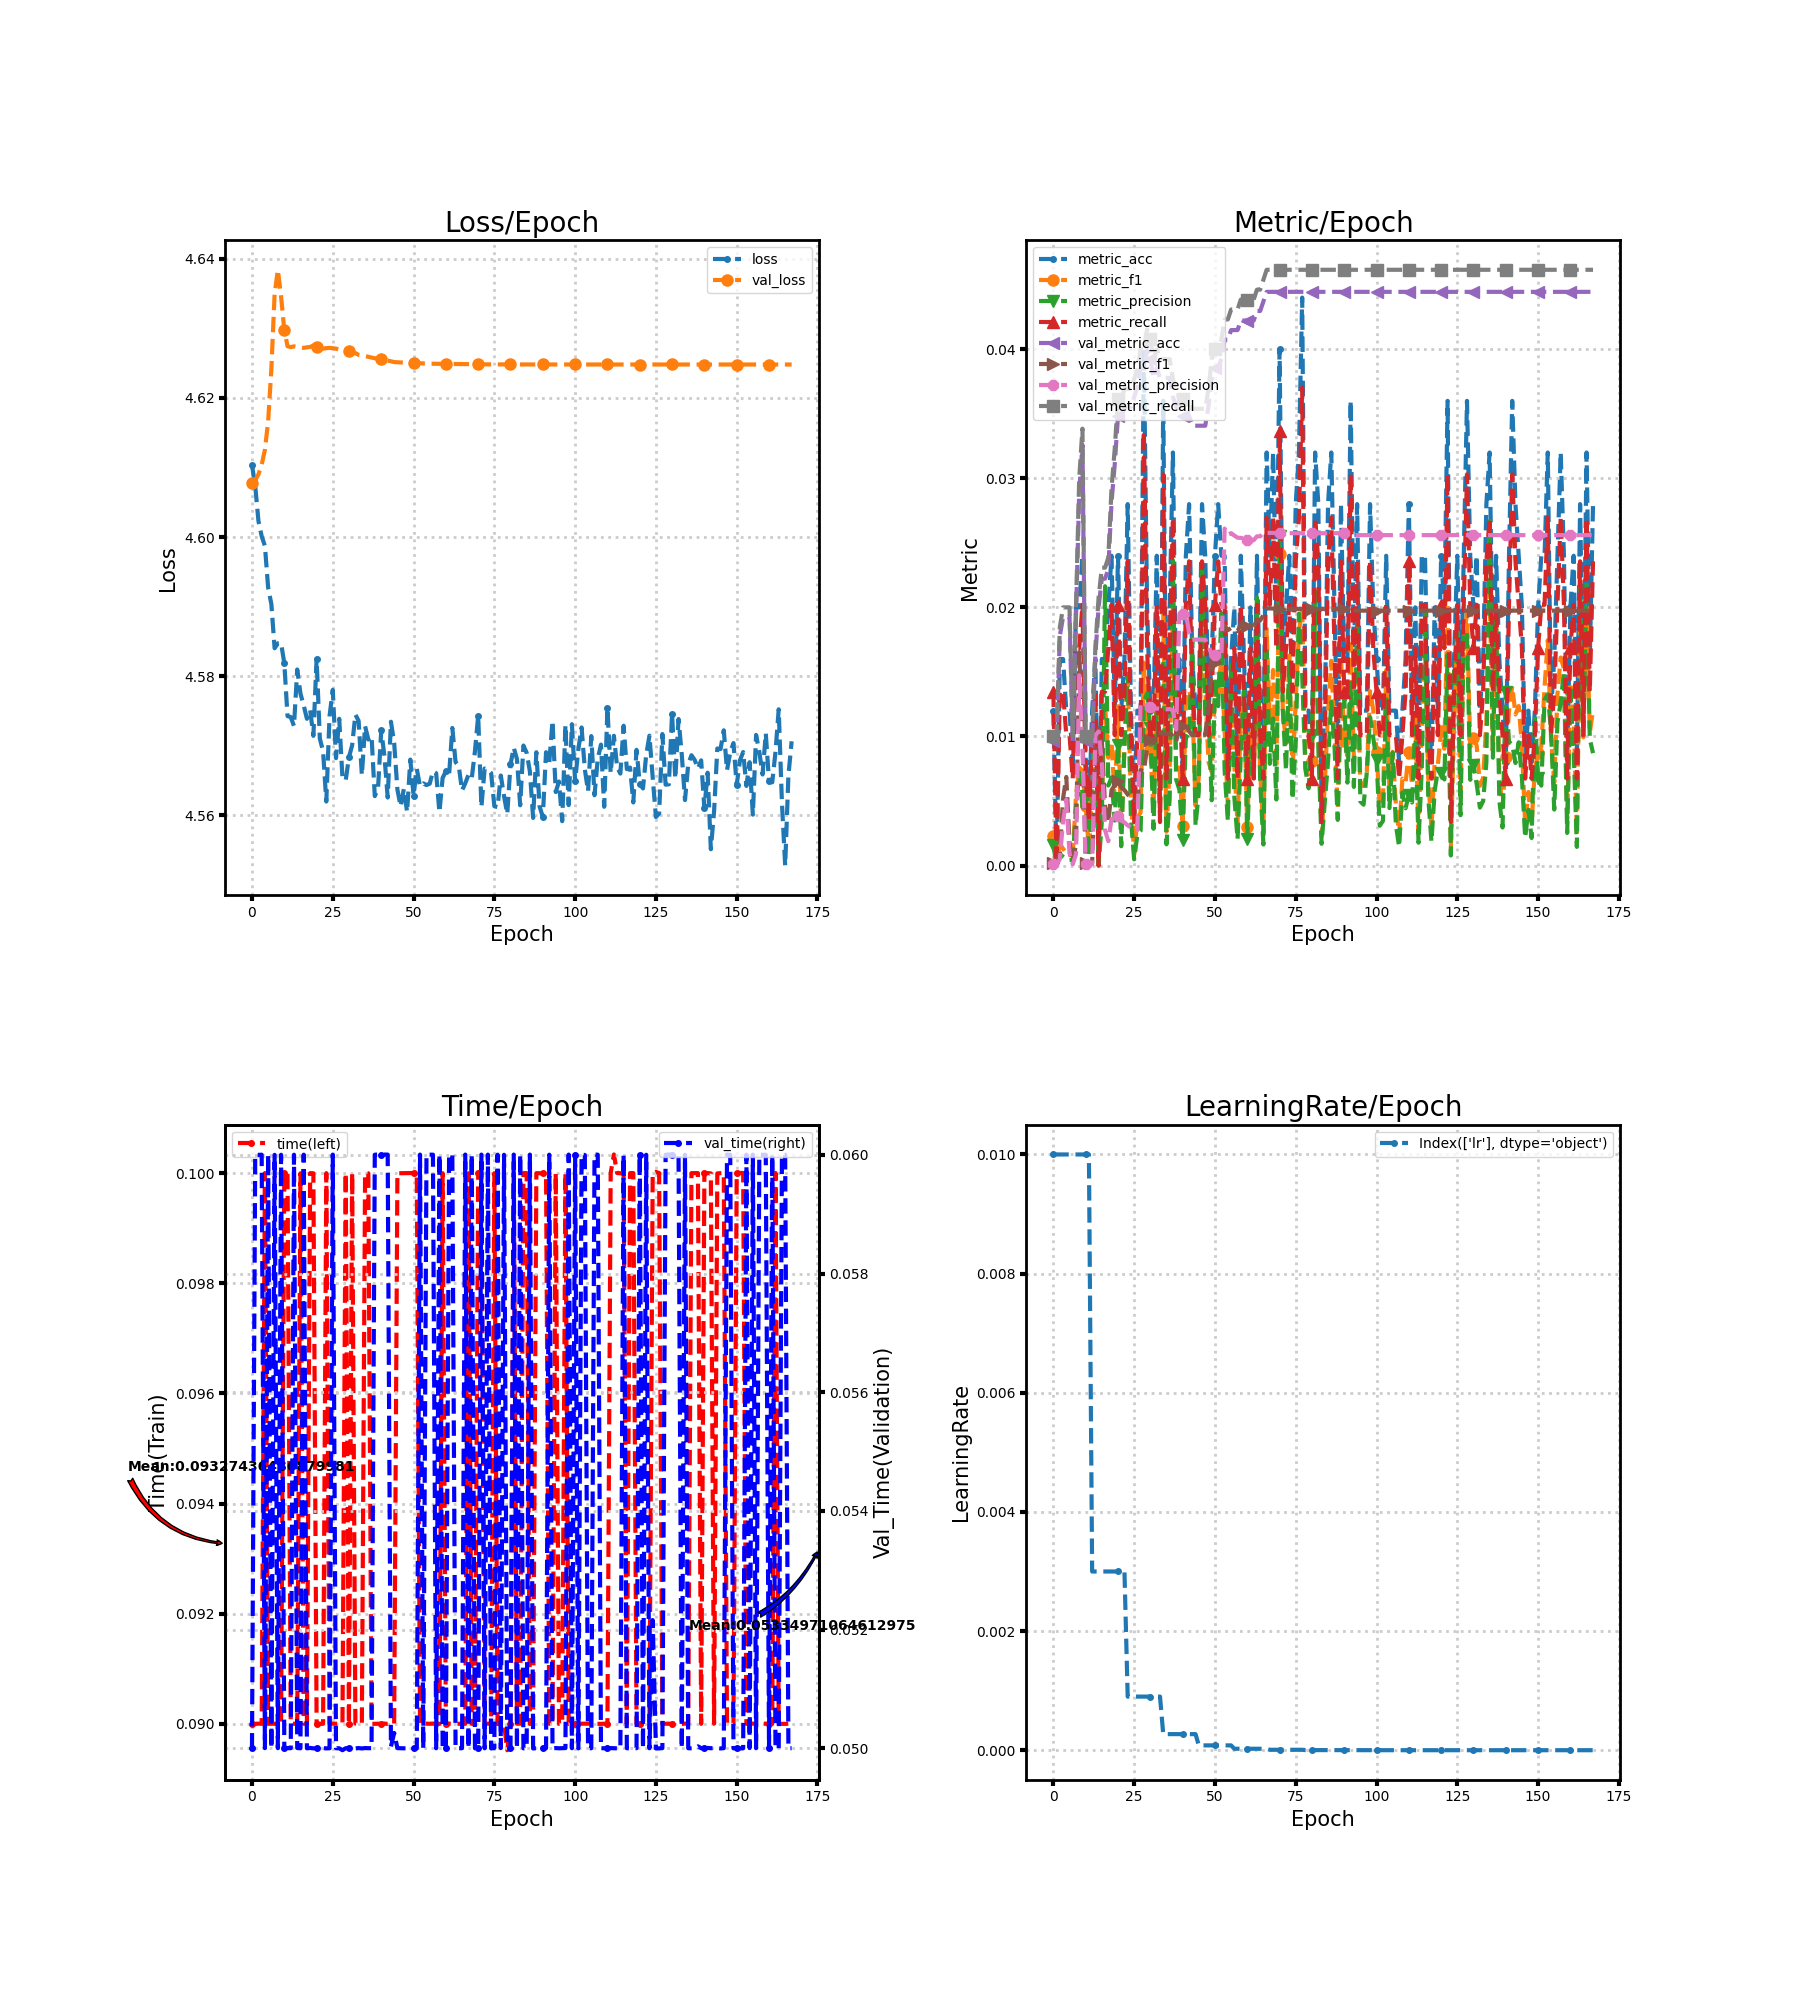 Loss/Epoch
4.64
4.62
4.60
4.58
4.56
Loss
loss
val_loss
0 25 50 75 100 125 150 175
Epoch
Metric/Epoch
metric_acc
metric_f1
metric_precision
metric_recall
val_metric_acc
val_metric_f1
val_metric_precision
val_metric_recall
0.04
0.03
0.02
0.01
0.00
Metric
0 25 50 75 100 125 150 175
Epoch
Time/Epoch
time(left)
val_time(right)
0.100
0.098
0.096
0.094
0.092
0.090
Time(Train)
0.060
0.058
0.056
0.054
0.052
0.050
Val_Time(Validation)
Mean:0.05334971064612975
0 25 50 75 100 125 150 175
Epoch
LearningRate/Epoch
Index(['lr'], dtype='object')
0.010
0.008
0.006
0.004
0.002
0.000
LearningRate
0 25 50 75 100 125 150 175
Epoch